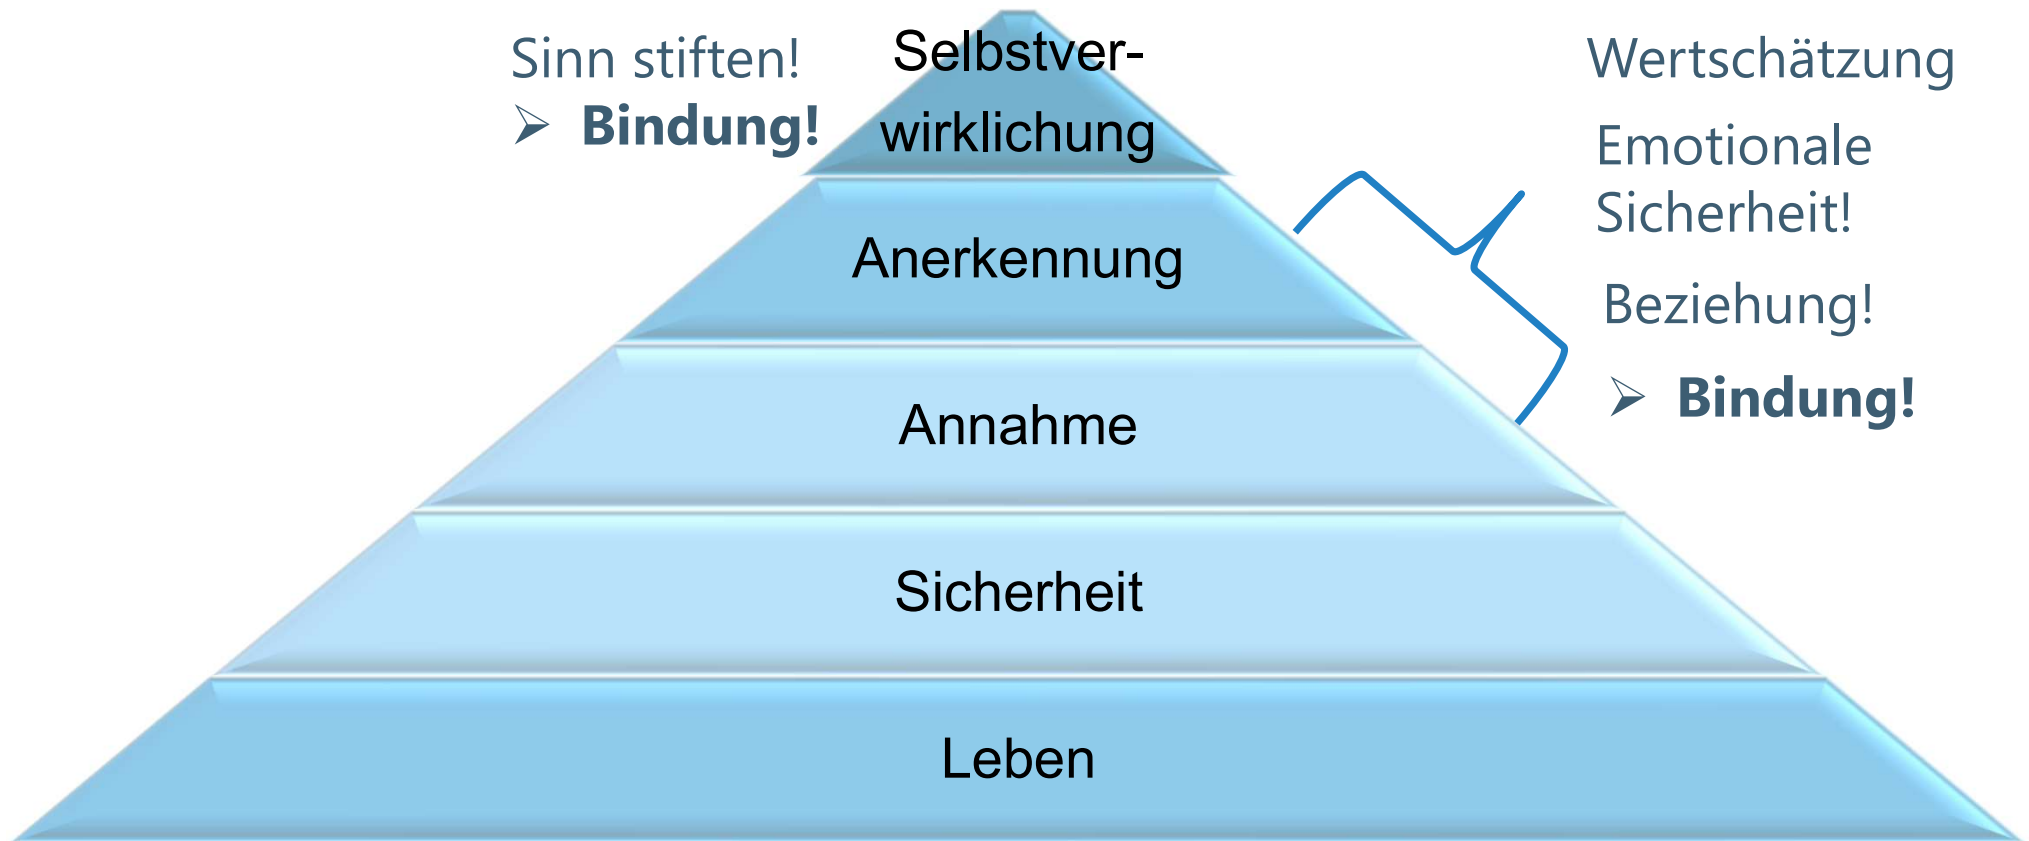 Sinn stiften!
➢ Bindung!
Selbstver-
wirklichung
Anerkennung
Annahme
Sicherheit
Leben
Wertschätzung
Emotionale
Sicherheit!
Beziehung!
➢ Bindung!